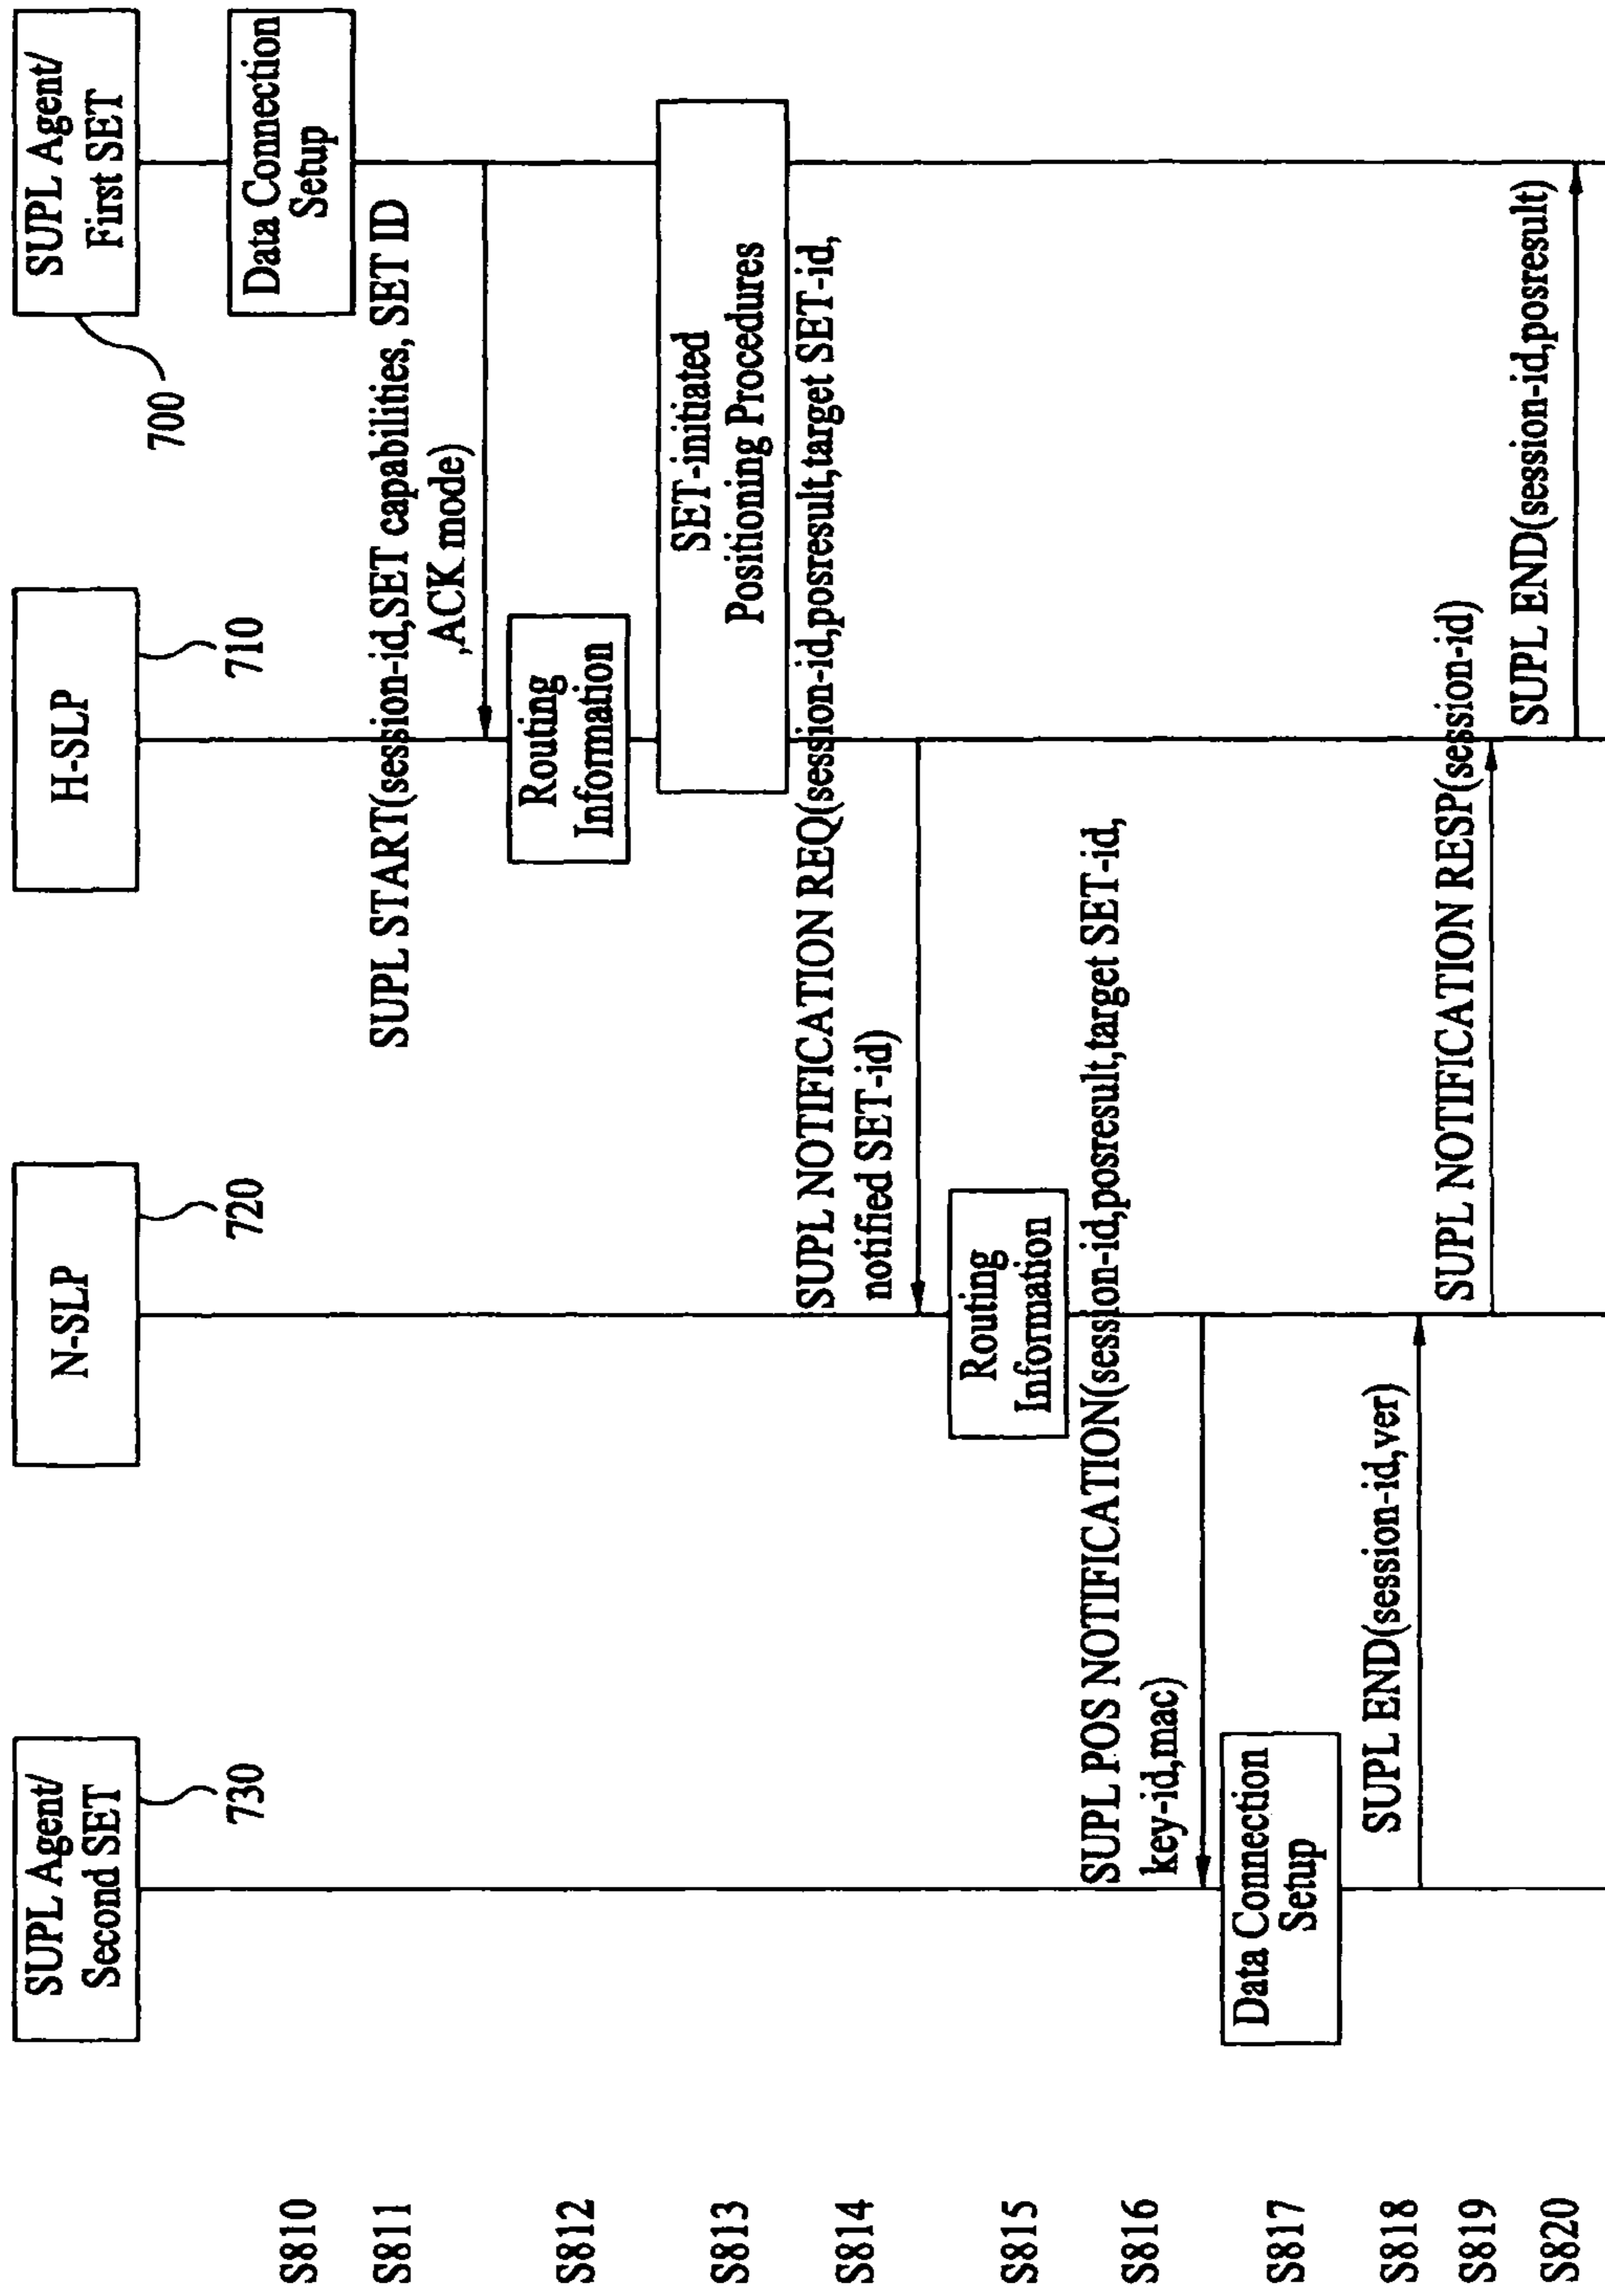 SUPL Agent/
Second SET
730
N-SLP
720
H-SLP
710
SUPL Agent/
First SET
700
S810
Data Connection
Setup
S811
SUPL START(session-id,SET capabilities, SET ID
,ACK mode)
S812
Routing
Information
S813
SET-initiated
Positioning Procedures
S814
SUPL NOTIFICATION REQ(session-id,posresult,target SET-id,
notified SET-id)
S815
Routing
Information
S816
SUPL POS NOTIFICATION(session-id,posresult,target SET-id,
key-id,mac)
S817
Data Connection
Setup
S818
SUPL END(session-id,ver)
S819
SUPL NOTIFICATION RESP(session-id)
S820
SUPL END(session-id,posresult)